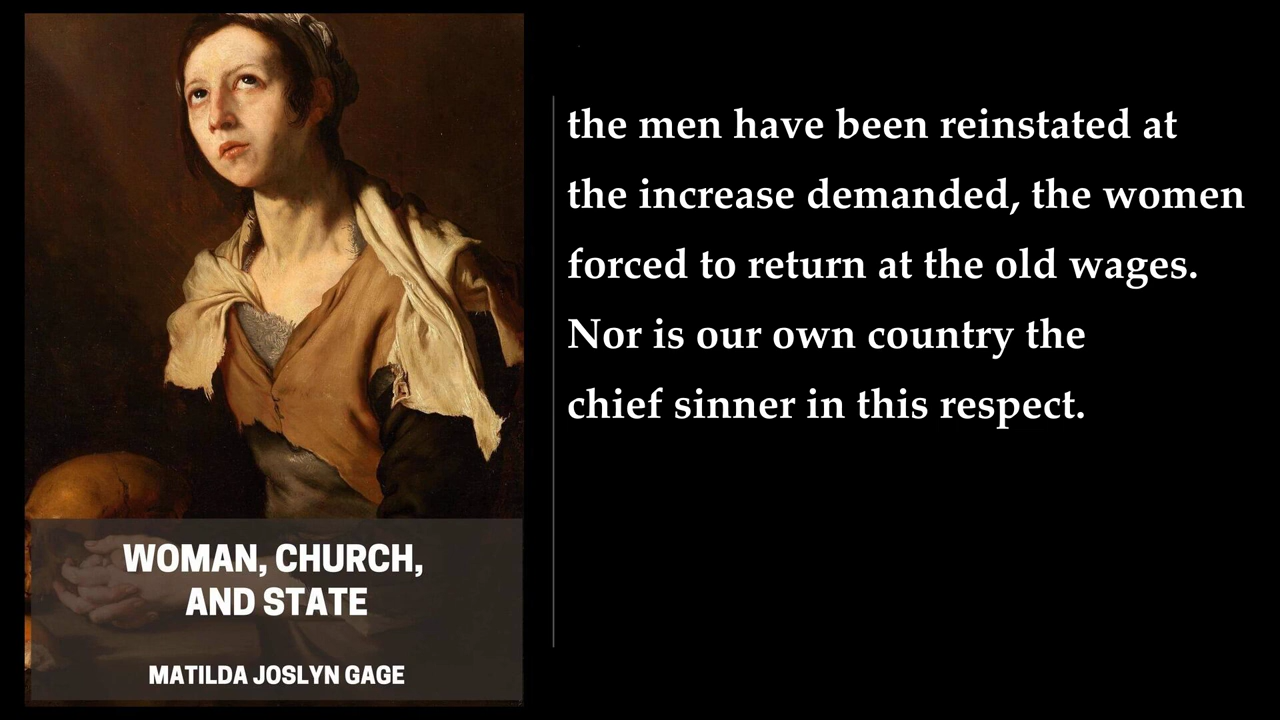 WOMAN, CHURCH,
AND STATE
MATILDA JOSLYN GAGE
the men have been reinstated at
the increase demanded, the women
forced to return at the old wages.
Nor is our own country the
chief sinner in this respect.